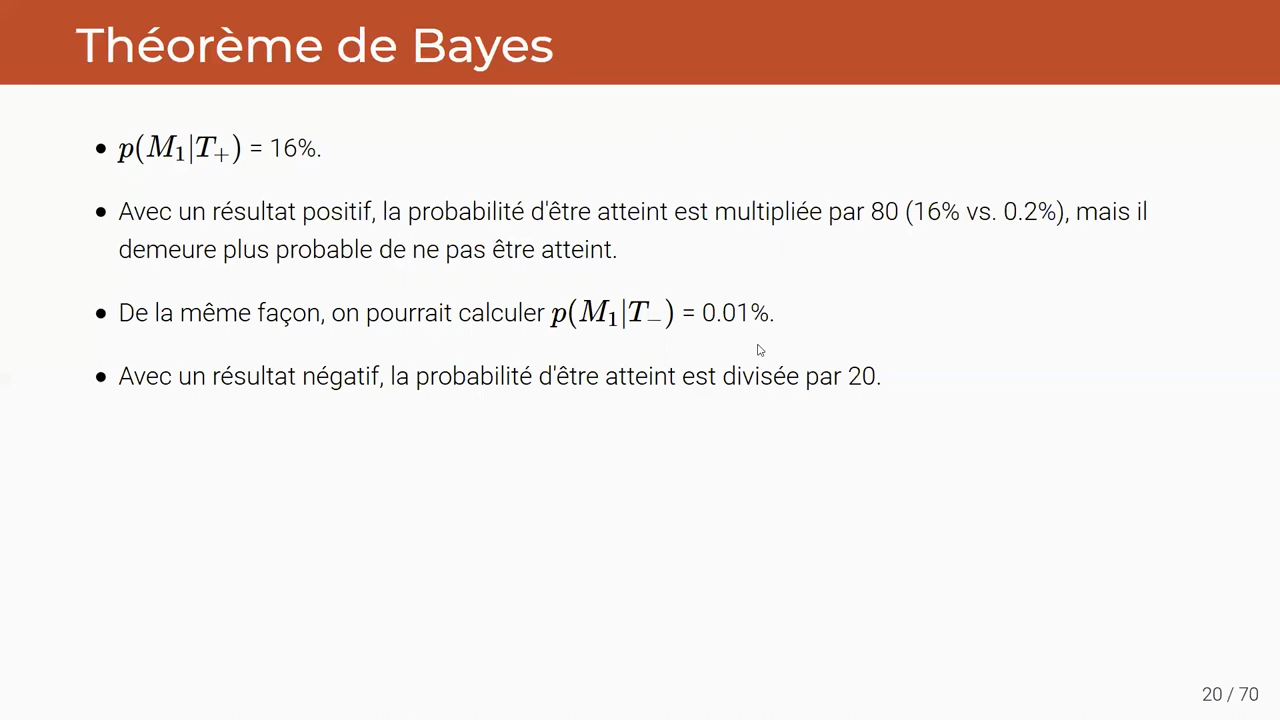 Théorème de Bayes
• p(M₁|T₊) = 16%.
• Avec un résultat positif, la probabilité d'être atteint est multipliée par 80 (16% vs. 0.2%), mais il
demeure plus probable de ne pas être atteint.
• De la même façon, on pourrait calculer p(M₁|T₋) = 0.01%.
• Avec un résultat négatif, la probabilité d'être atteint est divisée par 20.
20 / 70